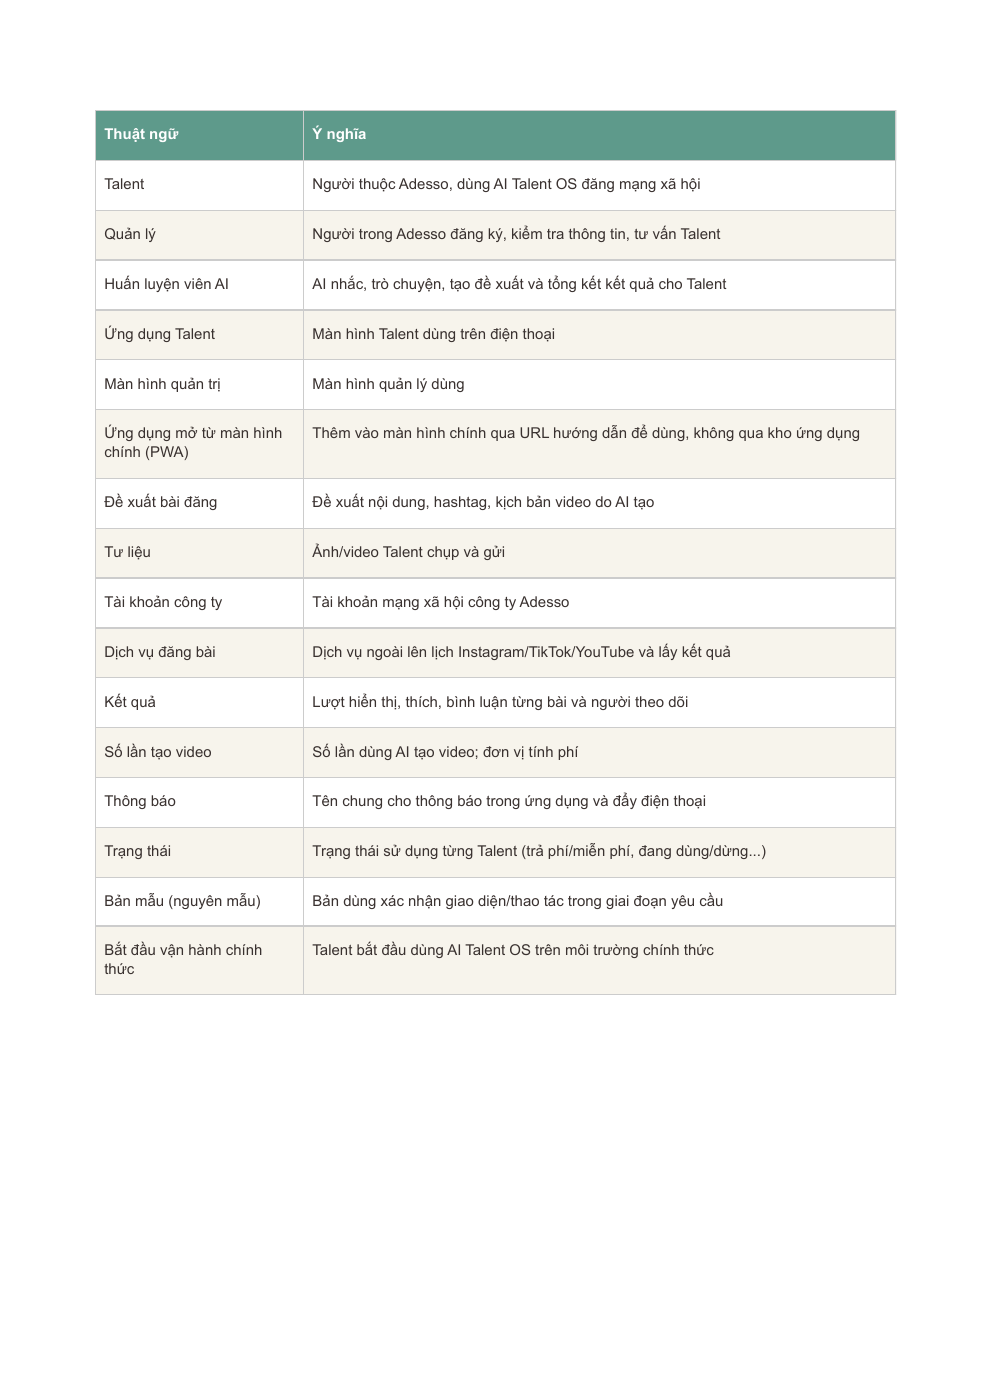 Thuật ngữ
Ý nghĩa
Talent
Người thuộc Adesso, dùng AI Talent OS đăng mạng xã hội
Quản lý
Người trong Adesso đăng ký, kiểm tra thông tin, tư vấn Talent
Huấn luyện viên AI
AI nhắc, trò chuyện, tạo đề xuất và tổng kết kết quả cho Talent
Ứng dụng Talent
Màn hình Talent dùng trên điện thoại
Màn hình quản trị
Màn hình quản lý dùng
Ứng dụng mở từ màn hình
chính (PWA)
Thêm vào màn hình chính qua URL hướng dẫn để dùng, không qua kho ứng dụng
Đề xuất bài đăng
Đề xuất nội dung, hashtag, kịch bản video do AI tạo
Tư liệu
Ảnh/video Talent chụp và gửi
Tài khoản công ty
Tài khoản mạng xã hội công ty Adesso
Dịch vụ đăng bài
Dịch vụ ngoài lên lịch Instagram/TikTok/YouTube và lấy kết quả
Kết quả
Lượt hiển thị, thích, bình luận từng bài và người theo dõi
Số lần tạo video
Số lần dùng AI tạo video; đơn vị tính phí
Thông báo
Tên chung cho thông báo trong ứng dụng và đẩy điện thoại
Trạng thái
Trạng thái sử dụng từng Talent (trả phí/miễn phí, đang dùng/dừng...)
Bản mẫu (nguyên mẫu)
Bản dùng xác nhận giao diện/thao tác trong giai đoạn yêu cầu
Bắt đầu vận hành chính
thức
Talent bắt đầu dùng AI Talent OS trên môi trường chính thức